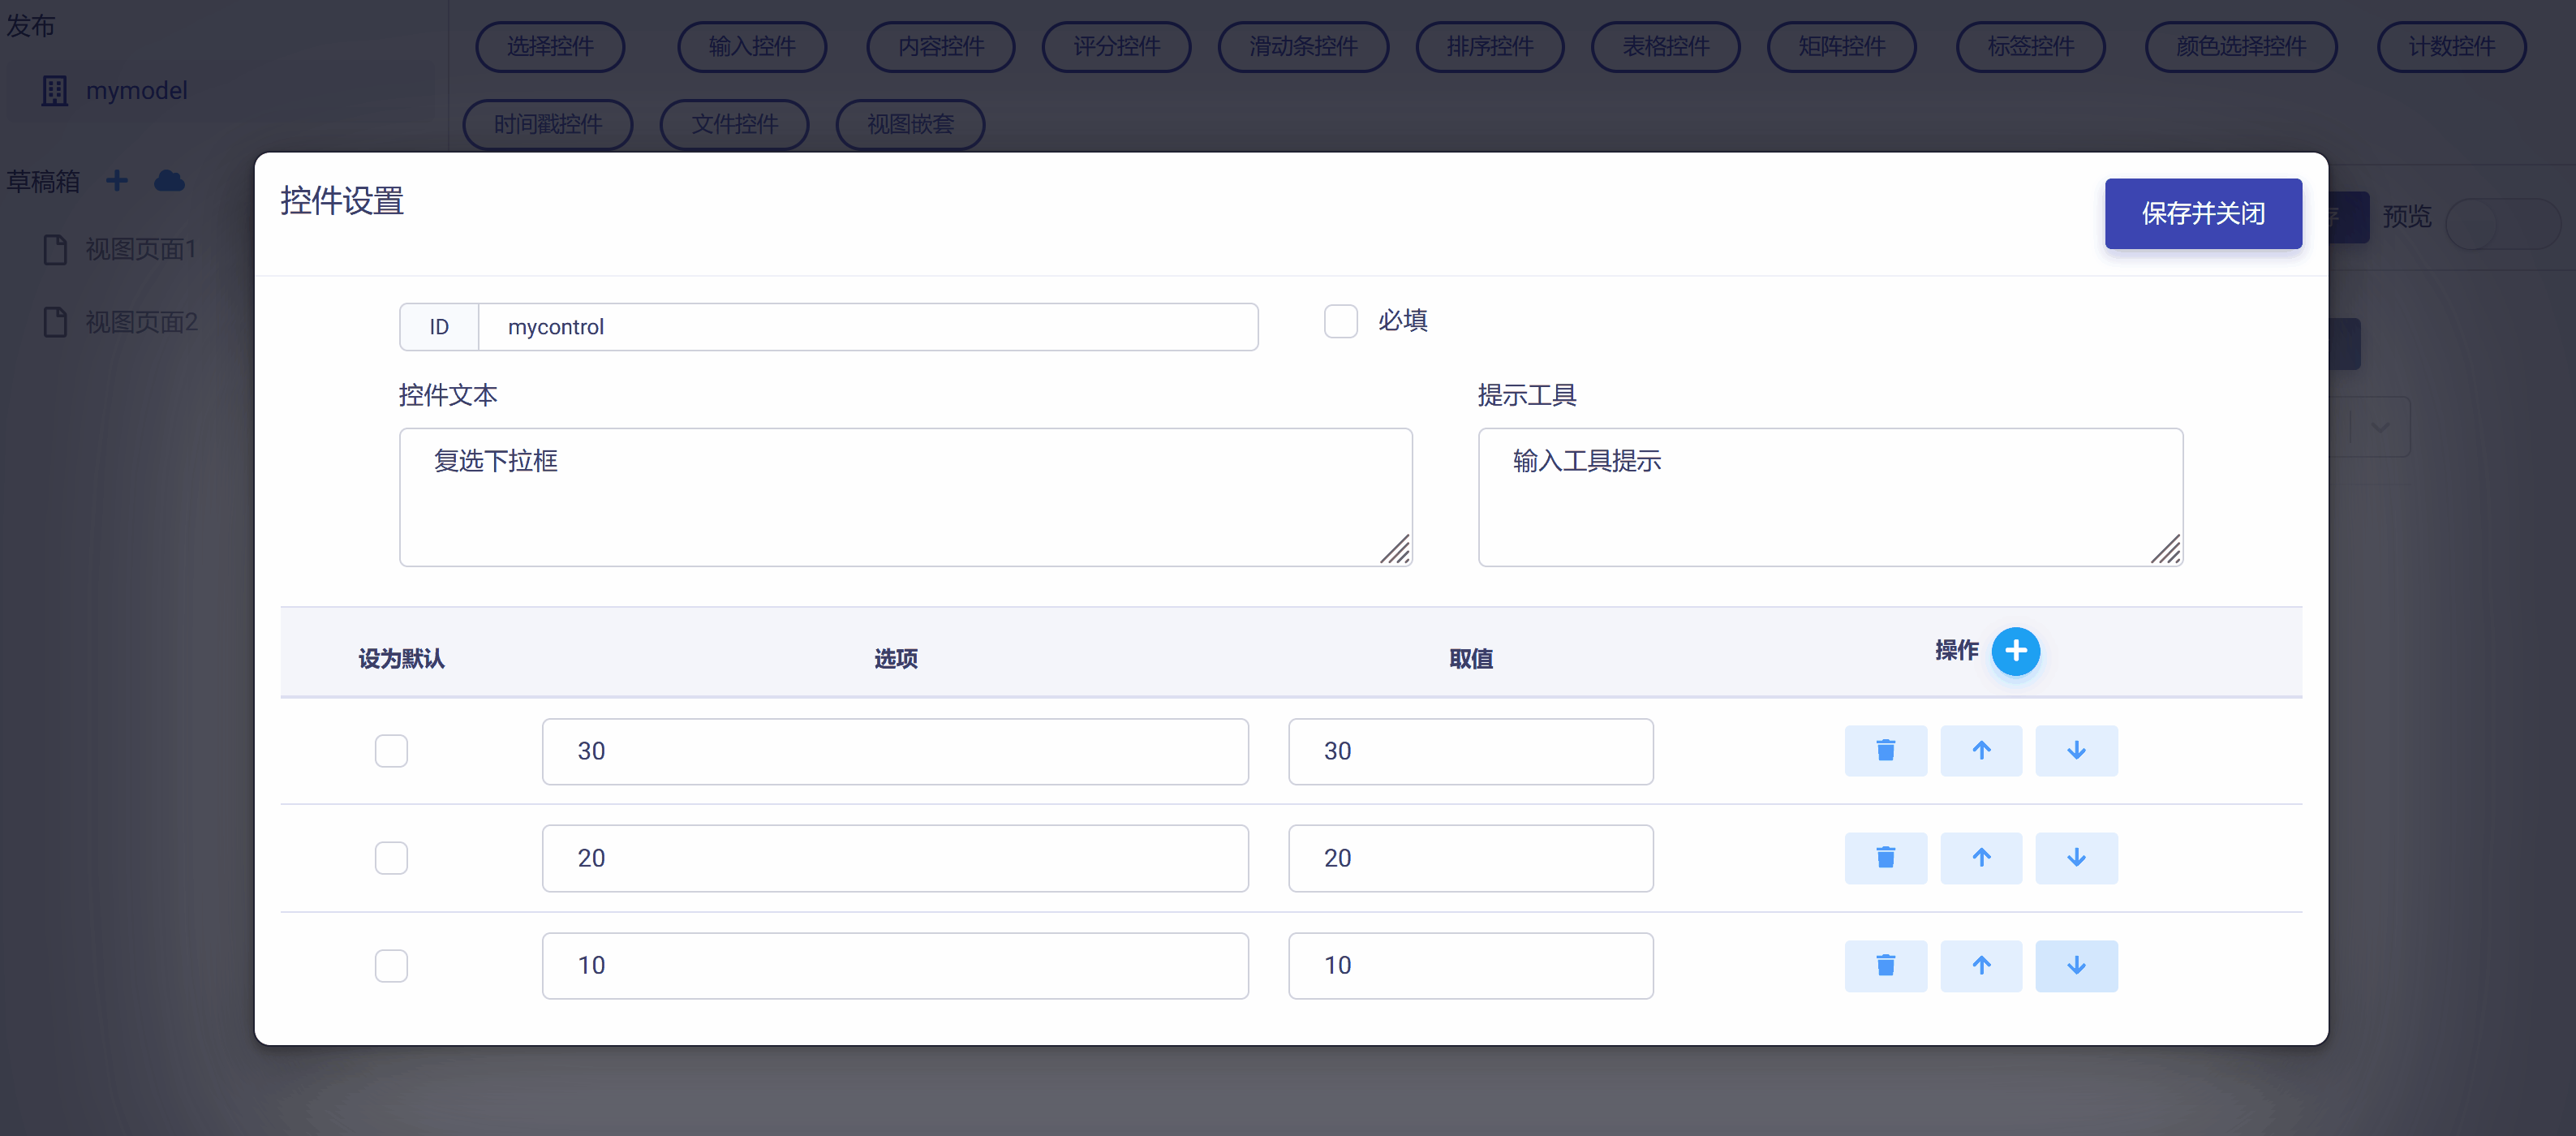 发布
选择控件 输入控件 内容控件 评分控件 滑动条控件 排序控件 表格控件 矩阵控件 标签控件 颜色选择控件 计数控件
mymodel
时间戳控件 文件控件 视图嵌套
草稿箱
控件设置
保存并关闭
预览
视图页面1
视图页面2
ID mycontrol
必填
控件文本
提示工具
复选下拉框
输入工具提示
设为默认 选项 取值 操作
30 30
20 20
10 10